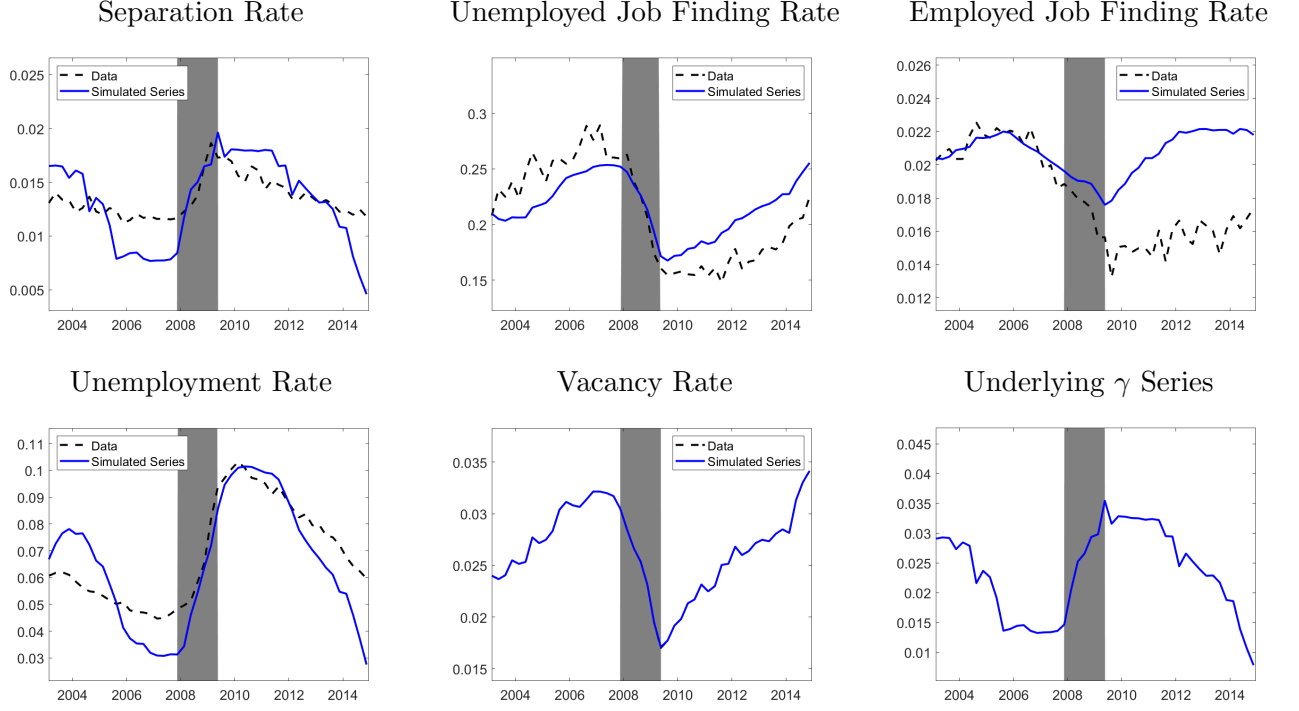 Separation Rate
Data
Simulated Series
0.025
0.02
0.015
0.01
0.005
2004 2006 2008 2010 2012 2014
Unemployed Job Finding Rate
Data
Simulated Series
0.3
0.25
0.2
0.15
2004 2006 2008 2010 2012 2014
Employed Job Finding Rate
Data
Simulated Series
0.026
0.024
0.022
0.02
0.018
0.016
0.014
0.012
2004 2006 2008 2010 2012 2014
Unemployment Rate
Data
Simulated Series
0.11
0.1
0.09
0.08
0.07
0.06
0.05
0.04
0.03
2004 2006 2008 2010 2012 2014
Vacancy Rate
Data
Simulated Series
0.035
0.03
0.025
0.02
0.015
2004 2006 2008 2010 2012 2014
Underlying γ Series
0.045
0.04
0.035
0.03
0.025
0.02
0.015
0.01
2004 2006 2008 2010 2012 2014